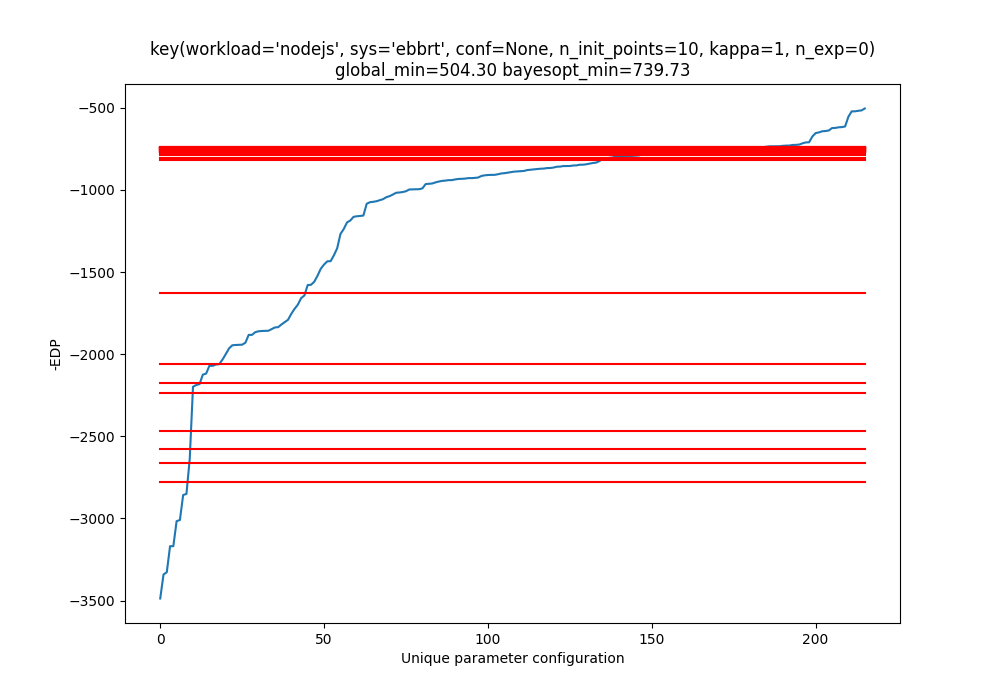 key(workload='nodejs', sys='ebbrt', conf=None, n_init_points=10, kappa=1, n_exp=0)
global_min=504.30 bayesopt_min=739.73
−500
−1000
−1500
−2000
−2500
−3000
−3500
-EDP
0 50 100 150 200
Unique parameter configuration